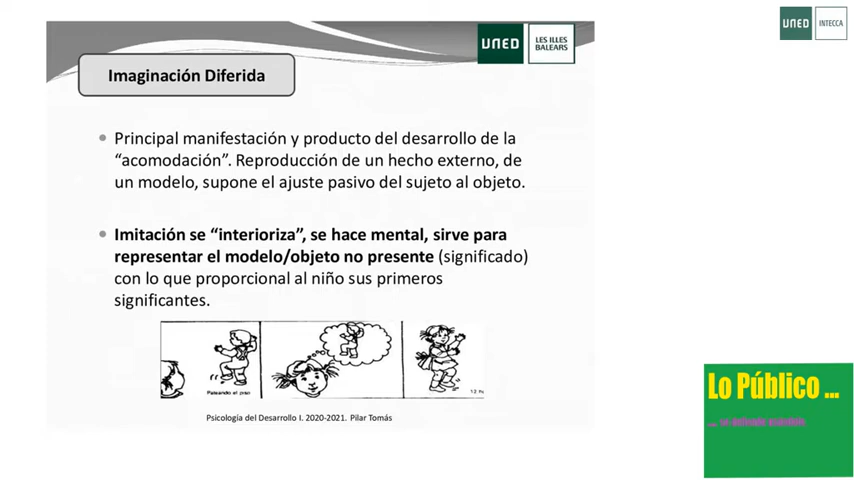 UNED
INTECCA
UNED
LES ILLES
BALEARS
Imaginación Diferida
Principal manifestación y producto del desarrollo de la
“acomodación”. Reproducción de un hecho externo, de
un modelo, supone el ajuste pasivo del sujeto al objeto.
Imitación se “interioriza”, se hace mental, sirve para
representar el modelo/objeto no presente (significado)
con lo que proporcional al niño sus primeros
significantes.
Pateando el piso
Psicología del Desarrollo I. 2020-2021. Pilar Tomás
Lo Público ...